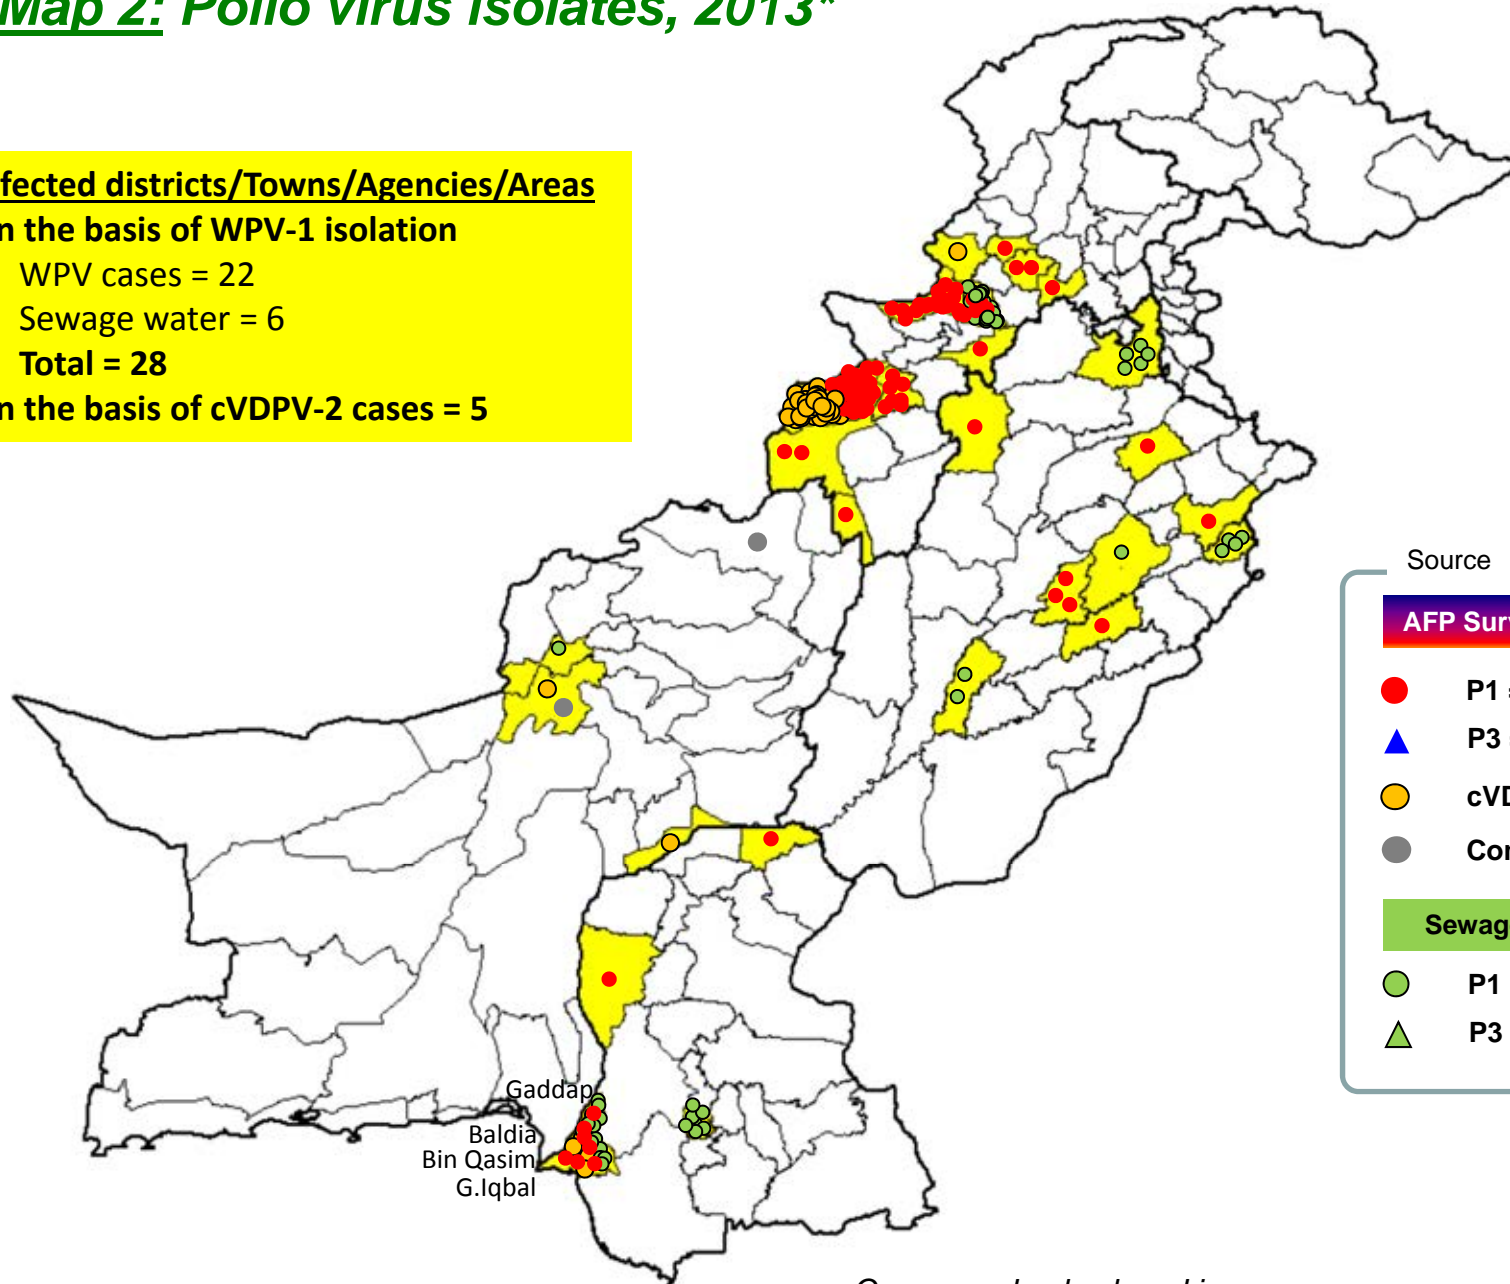 Map 2: Polio virus isolates, 2013*
fected districts/Towns/Agencies/Areas
n the basis of WPV-1 isolation
WPV cases = 22
Sewage water = 6
Total = 28
n the basis of cVDPV-2 cases = 5
Source
AFP Sur
P1
P3
cVD
Con
Sewag
P1
P3
Gaddap
Baldia
Bin Qasim
G.Iqbal